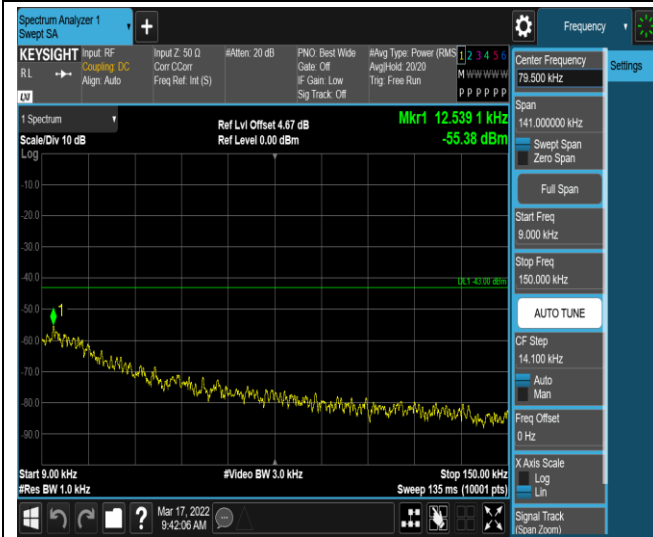 Spectrum Analyzer 1
Swept SA
+
Frequency
KEYSIGHT
RL
LXI
Input: RF
Coupling: DC
Align: Auto
Input Z: 50 Ω
Corr CCorr
Freq Ref: Int (S)
#Atten: 20 dB
PNO: Best Wide
Gate: Off
IF Gain: Low
Sig Track: Off
#Avg Type: Power (RMS
Avg|Hold: 20/20
Trig: Free Run
1 2 3 4 5 6
M W W W W W
P P P P P P
Center Frequency
79.500 kHz
Settings
1 Spectrum
Scale/Div 10 dB
Log
Ref Lvl Offset 4.67 dB
Ref Level 0.00 dBm
Mkr1 12.539 1 kHz
-55.38 dBm
-10.0
-20.0
-30.0
-40.0
-50.0
-60.0
-70.0
-80.0
-90.0
DL1 -43.00 dBm
1
Span
141.000000 kHz
Swept Span
Zero Span
Full Span
Start Freq
9.000 kHz
Stop Freq
150.000 kHz
AUTO TUNE
CF Step
14.100 kHz
Auto
Man
Freq Offset
0 Hz
X Axis Scale
Log
Lin
Signal Track
(Span Zoom)
Start 9.00 kHz
#Res BW 1.0 kHz
#Video BW 3.0 kHz
Stop 150.00 kHz
Sweep 135 ms (10001 pts)
?
Mar 17, 2022
9:42:06 AM